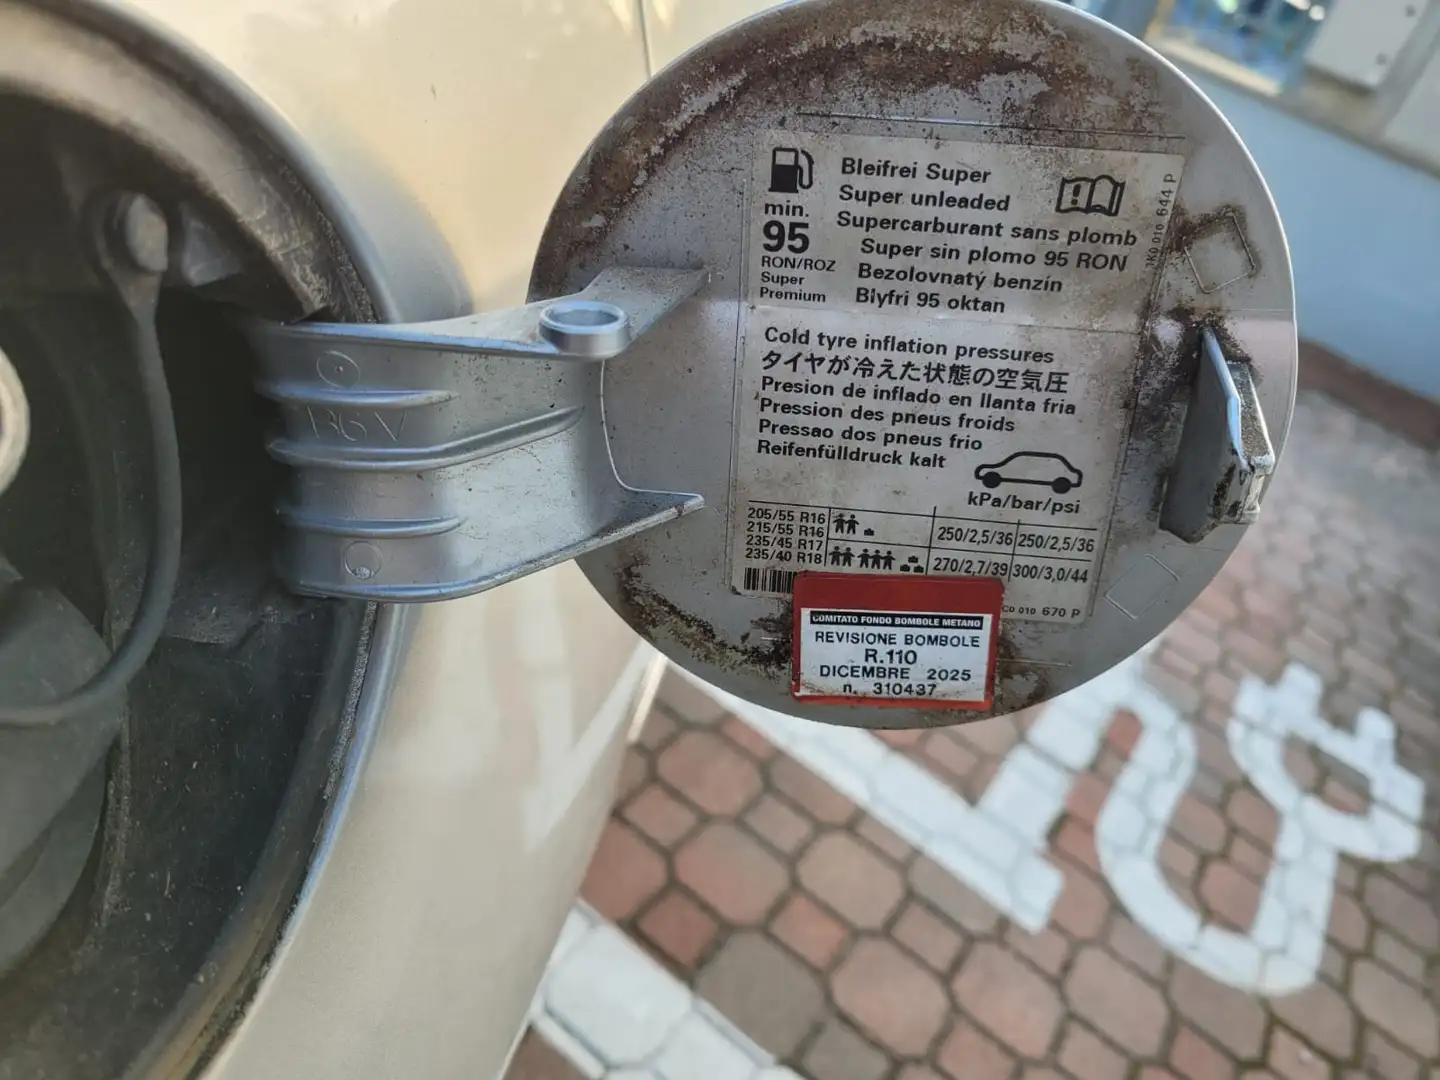 Bleifrei Super
Super unleaded
Supercarburant sans plomb
Super sin plomo 95 RON
Bezolovnatý benzín
Blyfri 95 oktan
min.
95
RON/ROZ
Super
Premium
1K0 010 644 P
Cold tyre inflation pressures
タイヤが冷えた状態の空気圧
Presion de inflado en llanta fria
Pression des pneus froids
Pressao dos pneus frio
Reifenfülldruck kalt
kPa/bar/psi
205/55 R16
215/55 R16
235/45 R17
235/40 R18
250/2,5/36 250/2,5/36
270/2,7/39 300/3,0/44
010 670 P
COMITATO FONDO BOMBOLE METANO
REVISIONE BOMBOLE
R.110
DICEMBRE 2025
n. 310437